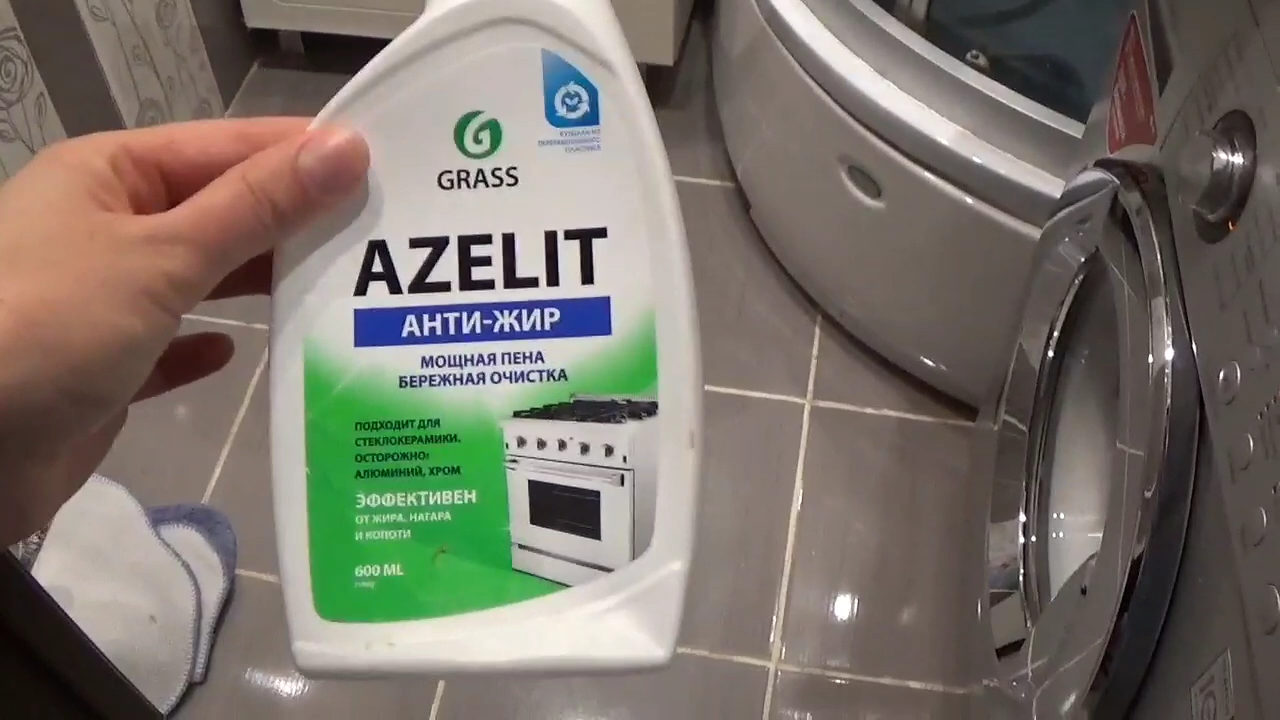 GRASS
AZELIT
АНТИ-ЖИР
МОЩНАЯ ПЕНА
БЕРЕЖНАЯ ОЧИСТКА
ПОДХОДИТ ДЛЯ
СТЕКЛОКЕРАМИКИ.
ОСТОРОЖНО:
АЛЮМИНИЙ, ХРОМ
ЭФФЕКТИВЕН
ОТ ЖИРА, НАГАРА
И КОПОТИ
600 ML